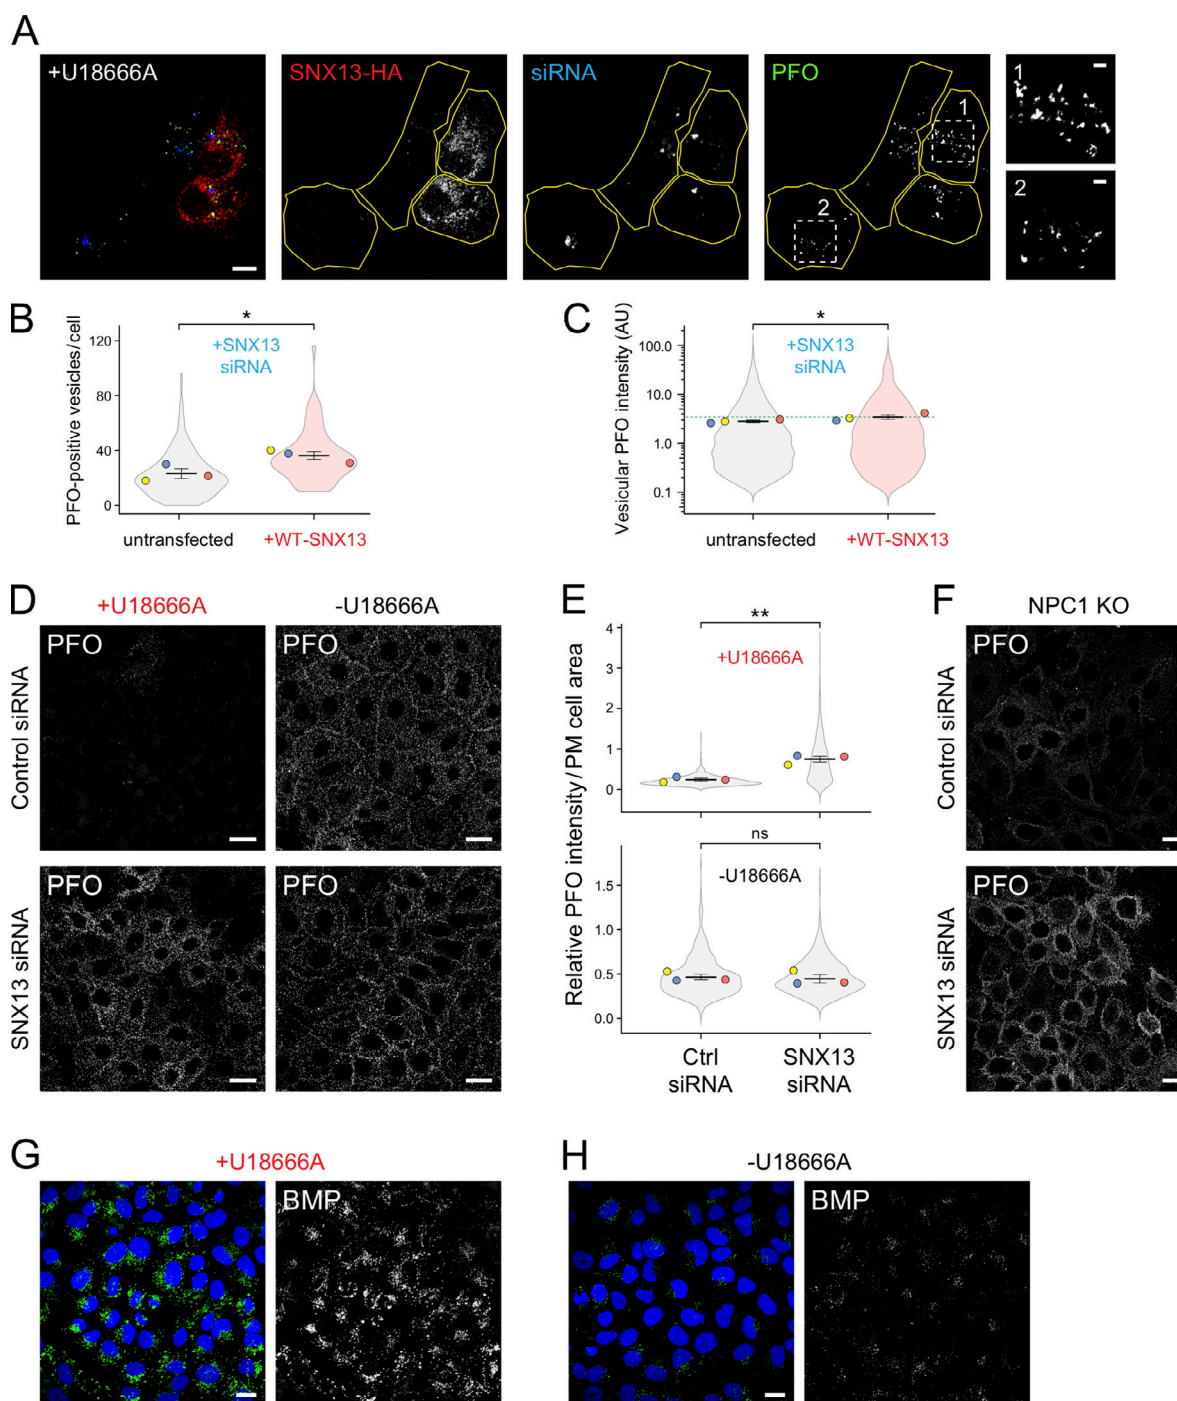 A
+U18666A
SNX13-HA
siRNA
PFO
1
2
1
2
B
PFO-positive vesicles/cell
120
80
40
0
*
+SNX13
siRNA
untransfected
+WT-SNX13
C
Vesicular PFO intensity (AU)
100.0
10.0
1.0
0.1
*
+SNX13
siRNA
untransfected
+WT-SNX13
D
+U18666A
-U18666A
Control siRNA
PFO
PFO
SNX13 siRNA
PFO
PFO
E
Relative PFO intensity/PM cell area
4
3
2
1
0
**
+U18666A
1.5
1.0
0.5
0.0
ns
-U18666A
Ctrl
siRNA
SNX13
siRNA
F
NPC1 KO
Control siRNA
PFO
SNX13 siRNA
PFO
G
+U18666A
BMP
H
-U18666A
BMP